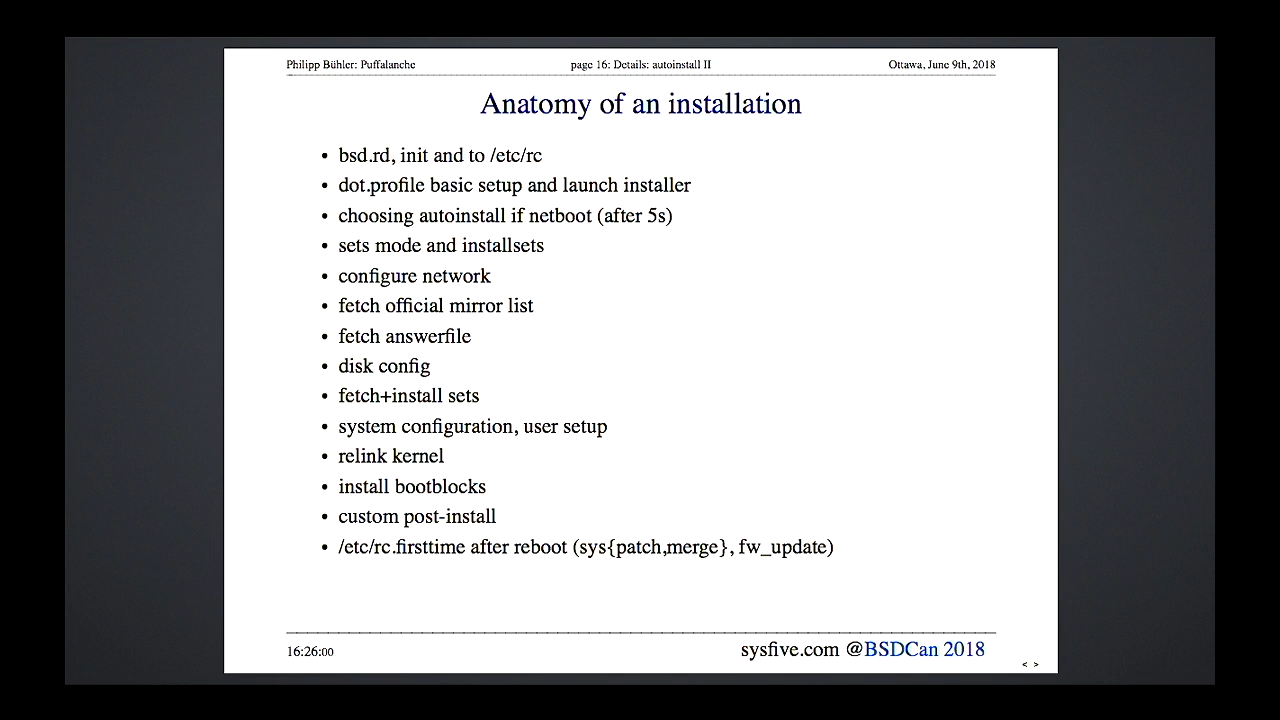 Philipp Bühler: Puffalanche page 16: Details: autoinstall II Ottawa, June 9th, 2018
Anatomy of an installation
• bsd.rd, init and to /etc/rc
• dot.profile basic setup and launch installer
• choosing autoinstall if netboot (after 5s)
• sets mode and installsets
• configure network
• fetch official mirror list
• fetch answerfile
• disk config
• fetch+install sets
• system configuration, user setup
• relink kernel
• install bootblocks
• custom post-install
• /etc/rc.firsttime after reboot (sys{patch,merge}, fw_update)
16:26:00 sysfive.com @BSDCan 2018
< >